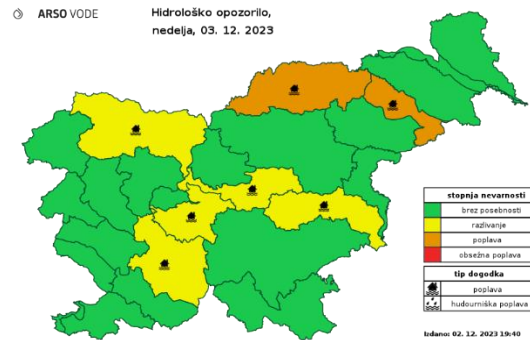 ARSO VODE
Hidrološko opozorilo,
nedelja, 03. 12. 2023
stopnja nevarnosti
brez posebnosti
razlivanje
poplava
obsežna poplava
tip dogodka
poplava
hudourniška poplava
Izdano: 02. 12. 2023 19:40